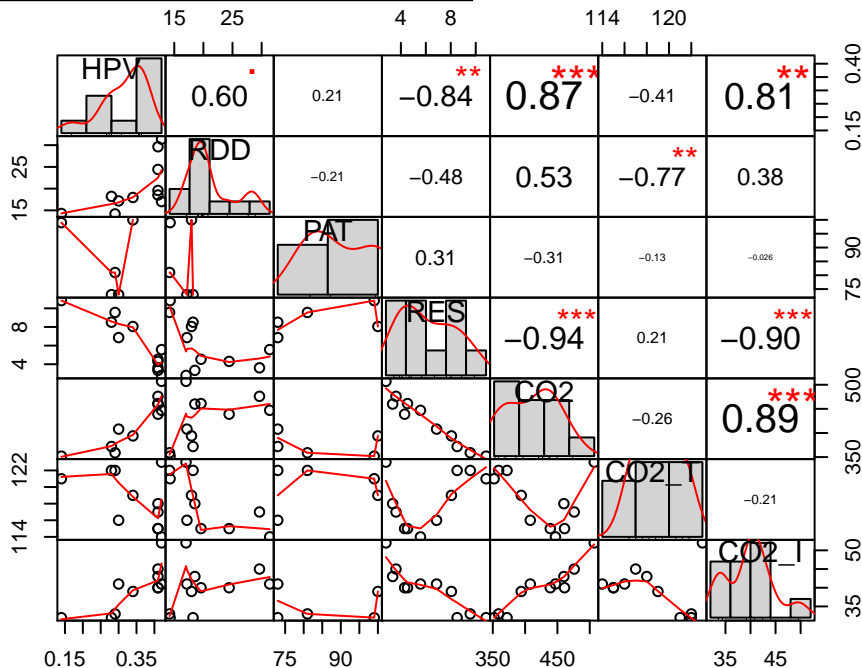 15 25 4 8 114 120
HPV 0.60 . 0.21 −0.84 ** 0.87 *** −0.41 0.81 ** 0.15 0.40
15 25 RDD −0.21 −0.48 0.53 −0.77 ** 0.38
PAT 0.31 −0.31 −0.13 −0.026 75 90
4 8 RES −0.94 *** 0.21 −0.90 ***
CO2 −0.26 0.89 *** 350 500
114 122 CO2_T −0.21
CO2_I 35 50
0.15 0.35 75 90 350 450 35 45